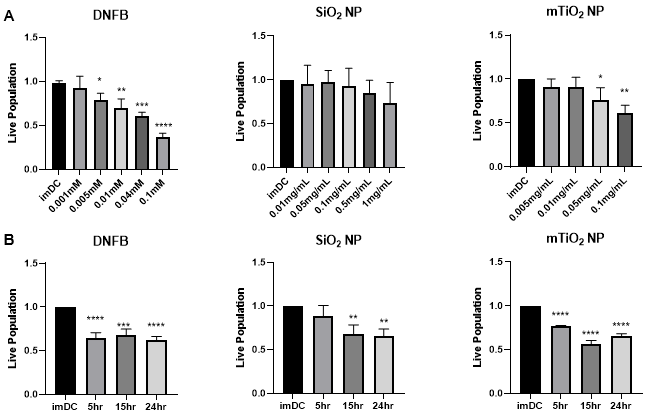 A
DNFB
Live Population
1.5
1.0
0.5
0.0
*
**
***
****
imDC
0.001mM
0.005mM
0.01mM
0.04mM
0.1mM
SiO2 NP
Live Population
1.5
1.0
0.5
0.0
imDC
0.01mg/mL
0.05mg/mL
0.1mg/mL
0.5mg/mL
1mg/mL
mTiO2 NP
Live Population
1.5
1.0
0.5
0.0
*
**
imDC
0.005mg/mL
0.01mg/mL
0.05mg/mL
0.1mg/mL
B
DNFB
Live Population
1.5
1.0
0.5
0.0
****
***
****
imDC 5hr 15hr 24hr
SiO2 NP
Live Population
1.5
1.0
0.5
0.0
**
**
imDC 5hr 15hr 24hr
mTiO2 NP
Live Population
1.5
1.0
0.5
0.0
****
****
****
imDC 5hr 15hr 24hr